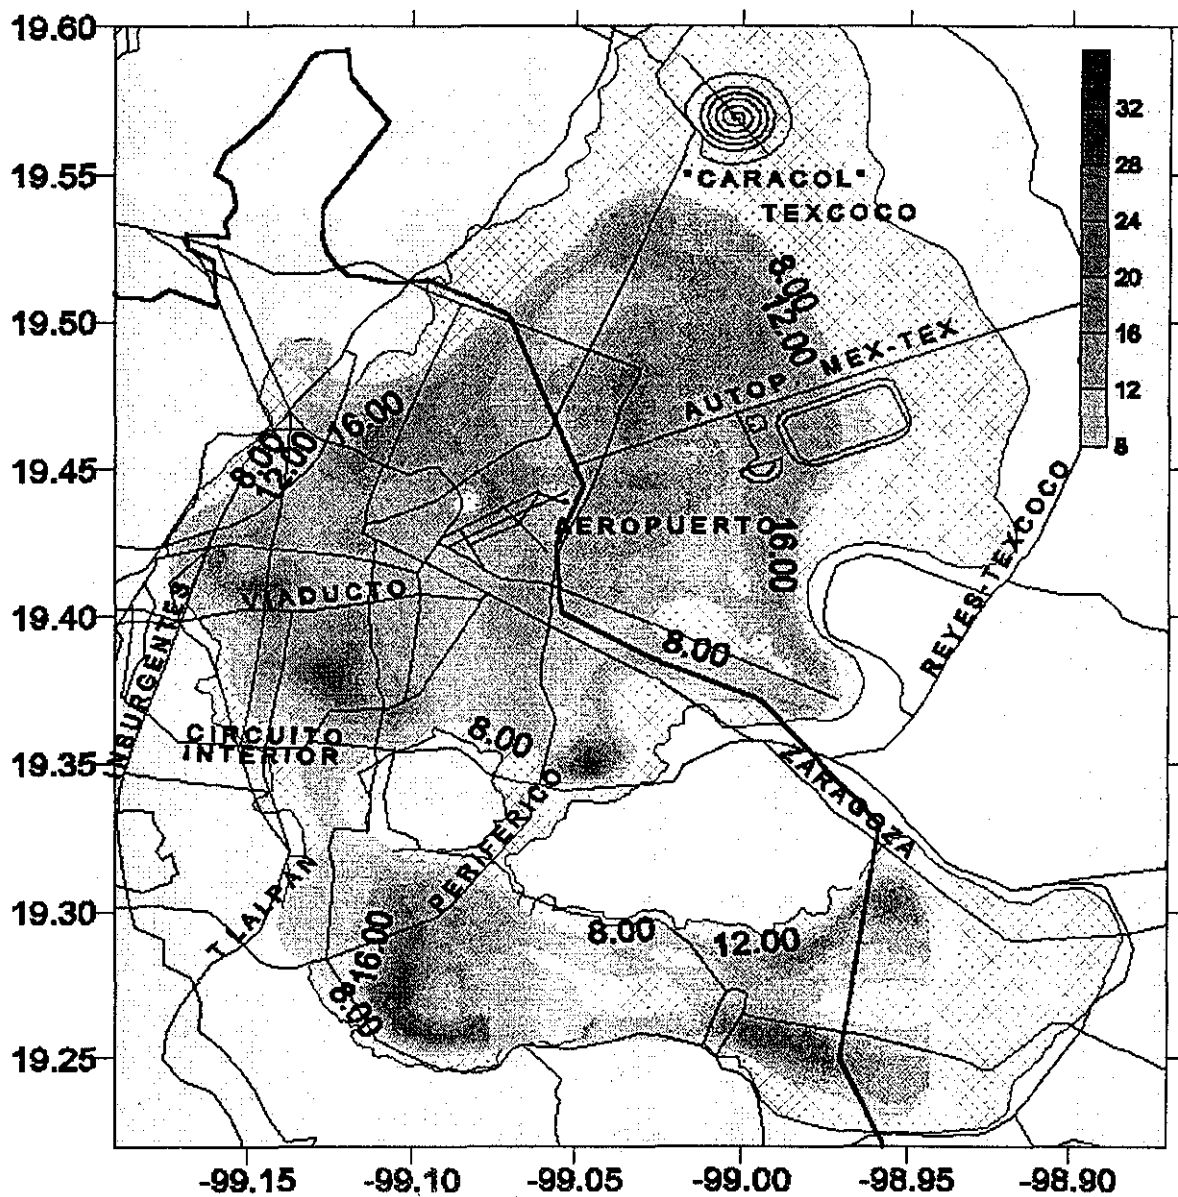 19.60
19.55
19.50
19.45
19.40
19.35
19.30
19.25
-99.15
-99.10
-99.05
-99.00
-98.95
-98.90
32
28
24
20
16
12
8
"CARACOL"
TEXCOCO
8.00
12.00
AUTOP. MEX-TEX
16.00
8.00
12.00
AEROPUERTO
16.00
REYES-TEXCOCO
VIADUCTO
INSURGENTES
8.00
CIRCUITO
INTERIOR
8.00
ZARAGOZA
PERIFERICO
TLALPAN
8.00
12.00
16.00
8.00